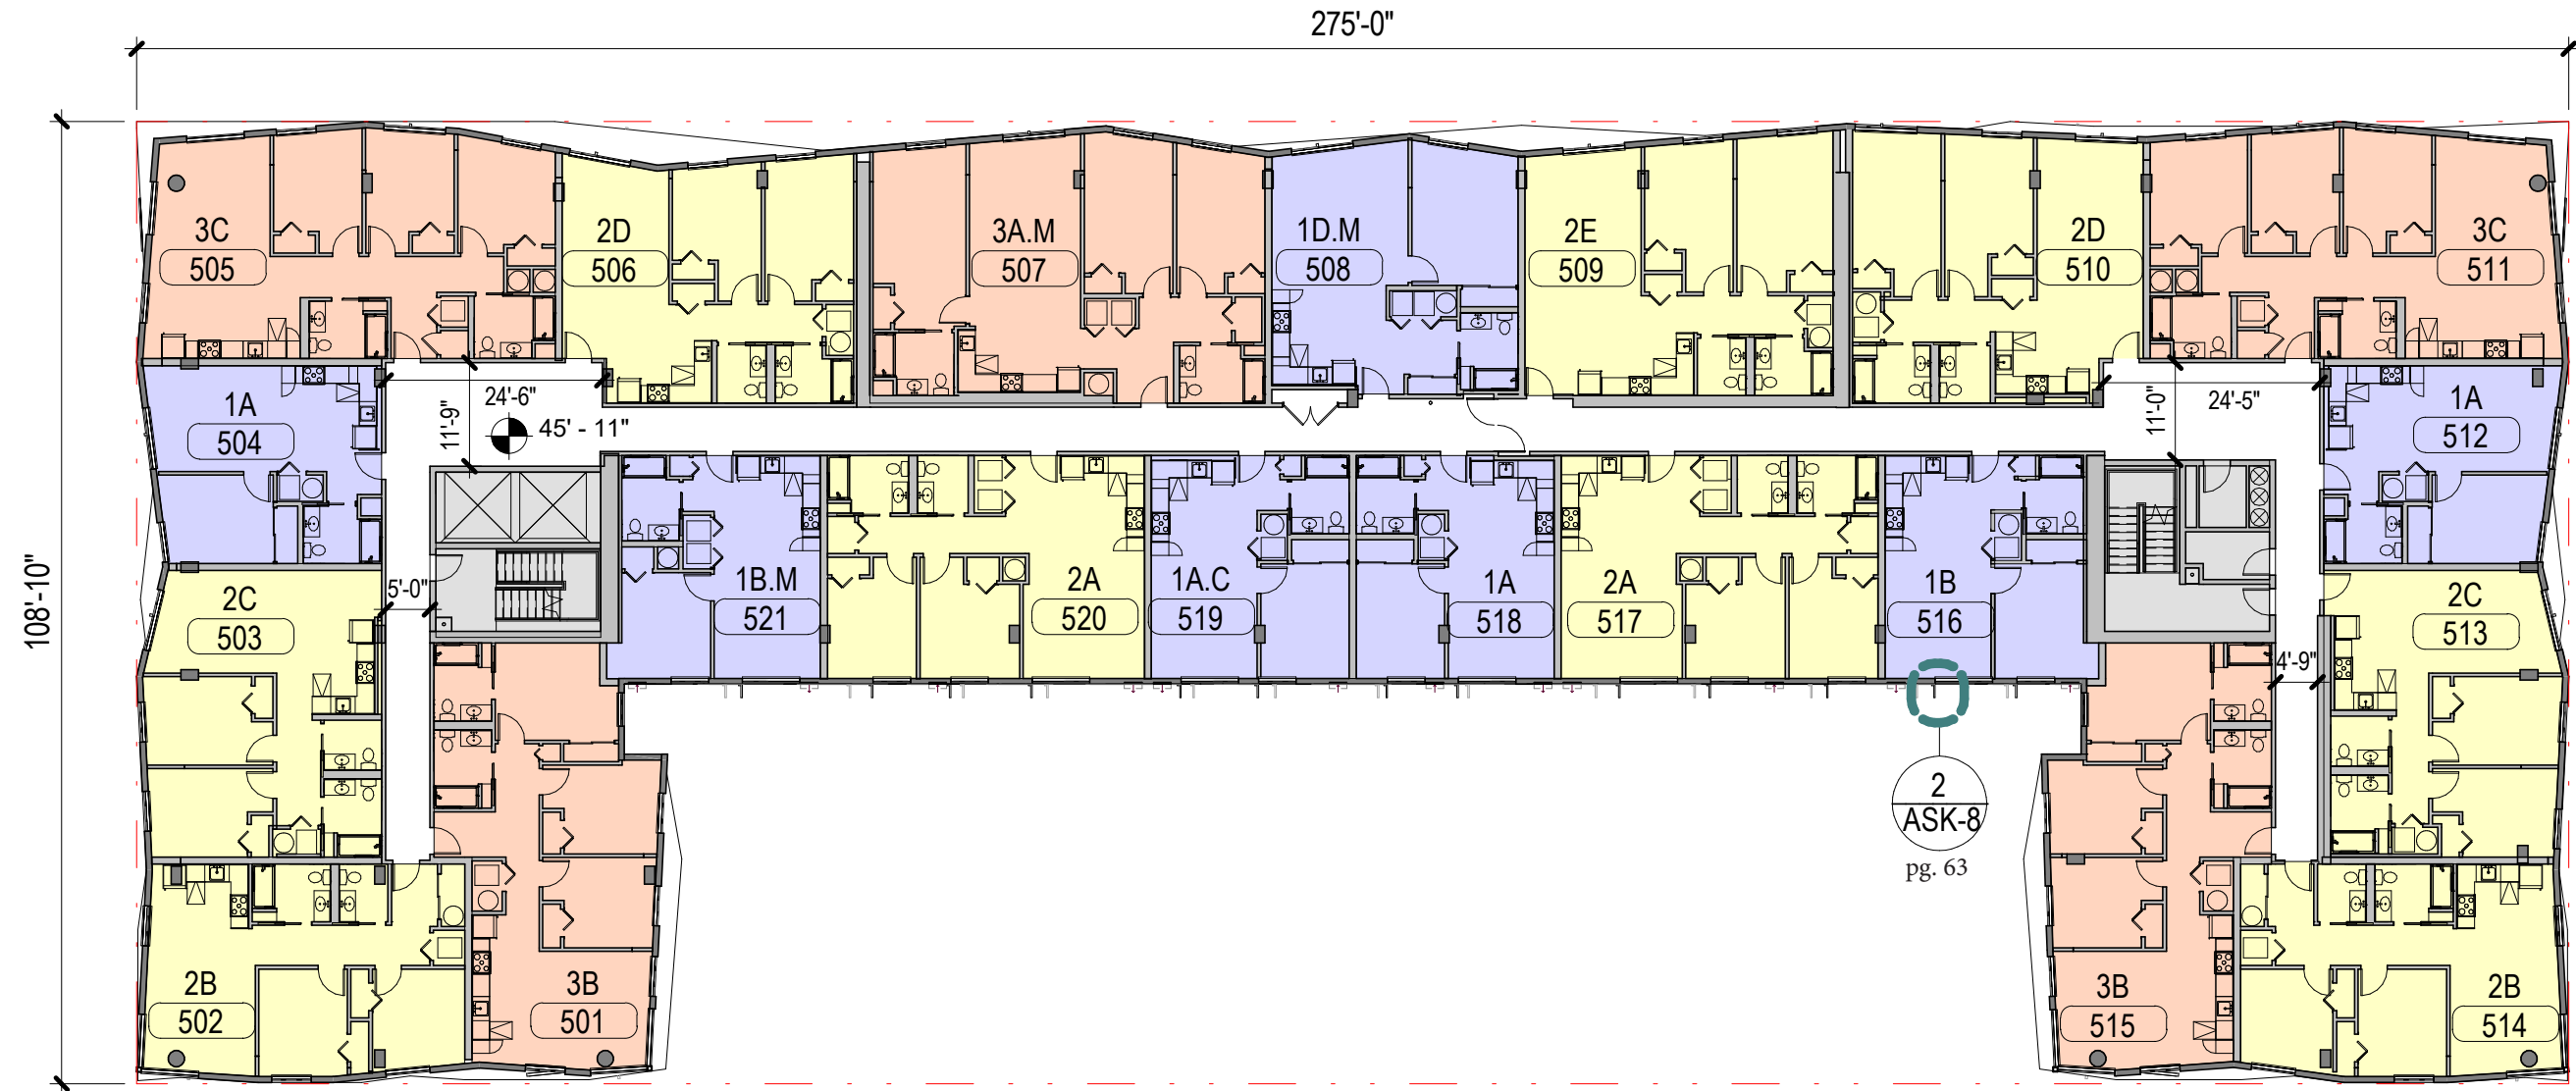 275'-0"
108'-10"
3C
505
2D
506
3A.M
507
1D.M
508
2E
509
2D
510
3C
511
1A
504
24'-6"
11'-9"
45' - 11"
11'-0"
24'-5"
1A
512
2C
503
5'-0"
1B.M
521
2A
520
1A.C
519
1A
518
2A
517
1B
516
2C
513
4'-9"
2
ASK-8
pg. 63
2B
502
3B
501
3B
515
2B
514